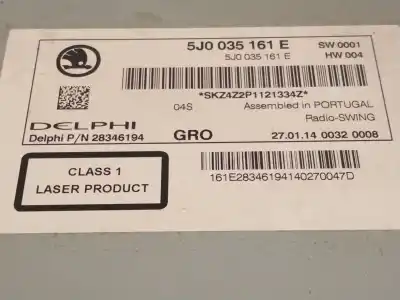 5J0 035 161 E
SW 0001
5J0 035 161 E
HW 004
*SKZ4Z2P1121334Z*
04S
Assembled in PORTUGAL
Radio-SWING
DELPHI
Delphi P/N 28346194
GRO
27.01.14 0032 0008
CLASS 1
LASER PRODUCT
161E28346194140270047D